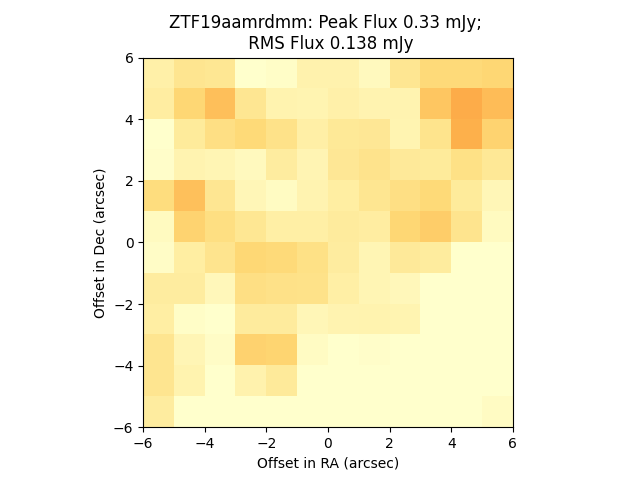 ZTF19aamrdmm: Peak Flux 0.33 mJy;
RMS Flux 0.138 mJy
6
4
2
0
−2
−4
−6
Offset in Dec (arcsec)
−6 −4 −2 0 2 4 6
Offset in RA (arcsec)